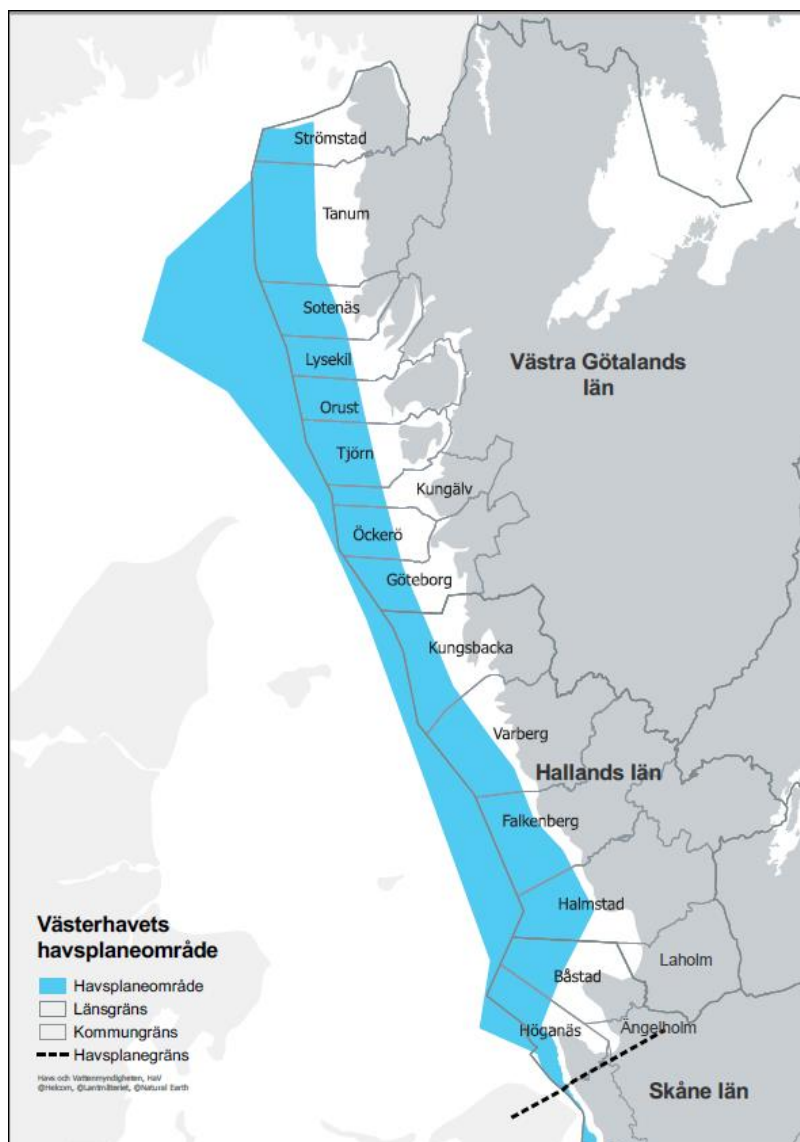 Strömstad
Tanum
Sotenäs
Lysekil
Västra Götalands
län
Orust
Tjörn
Kungälv
Öckerö
Göteborg
Kungsbacka
Varberg
Hallands län
Falkenberg
Halmstad
Laholm
Båstad
Höganäs
Ängelholm
Skåne län
Västerhavets
havsplaneområde
Havsplaneområde
Länsgräns
Kommungräns
Havsplanegräns
Havs och Vattenmyndigheten, HaV
@Helcom, @Lantmäteriet, @Natural Earth